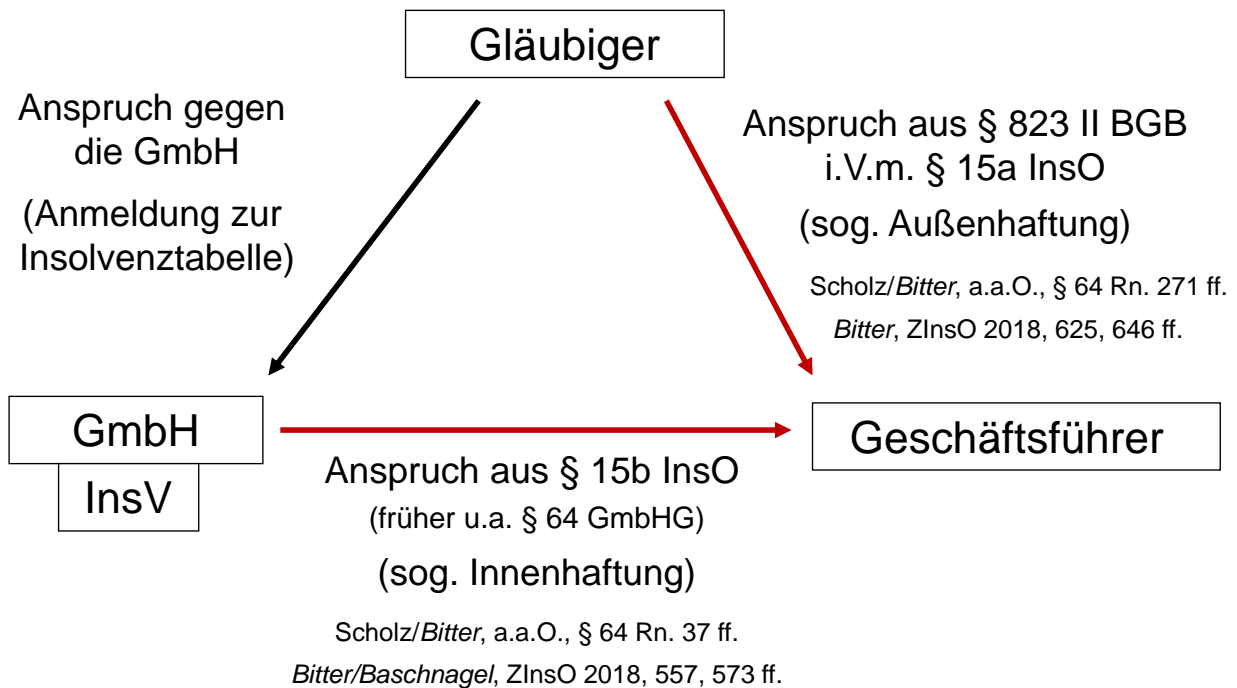 Gläubiger
Anspruch gegen
die GmbH
(Anmeldung zur
Insolvenztabelle)
Anspruch aus § 823 II BGB
i.V.m. § 15a InsO
(sog. Außenhaftung)
Scholz/Bitter, a.a.O., § 64 Rn. 271 ff.
Bitter, ZInsO 2018, 625, 646 ff.
GmbH
InsV
Geschäftsführer
Anspruch aus § 15b InsO
(früher u.a. § 64 GmbHG)
(sog. Innenhaftung)
Scholz/Bitter, a.a.O., § 64 Rn. 37 ff.
Bitter/Baschnagel, ZInsO 2018, 557, 573 ff.